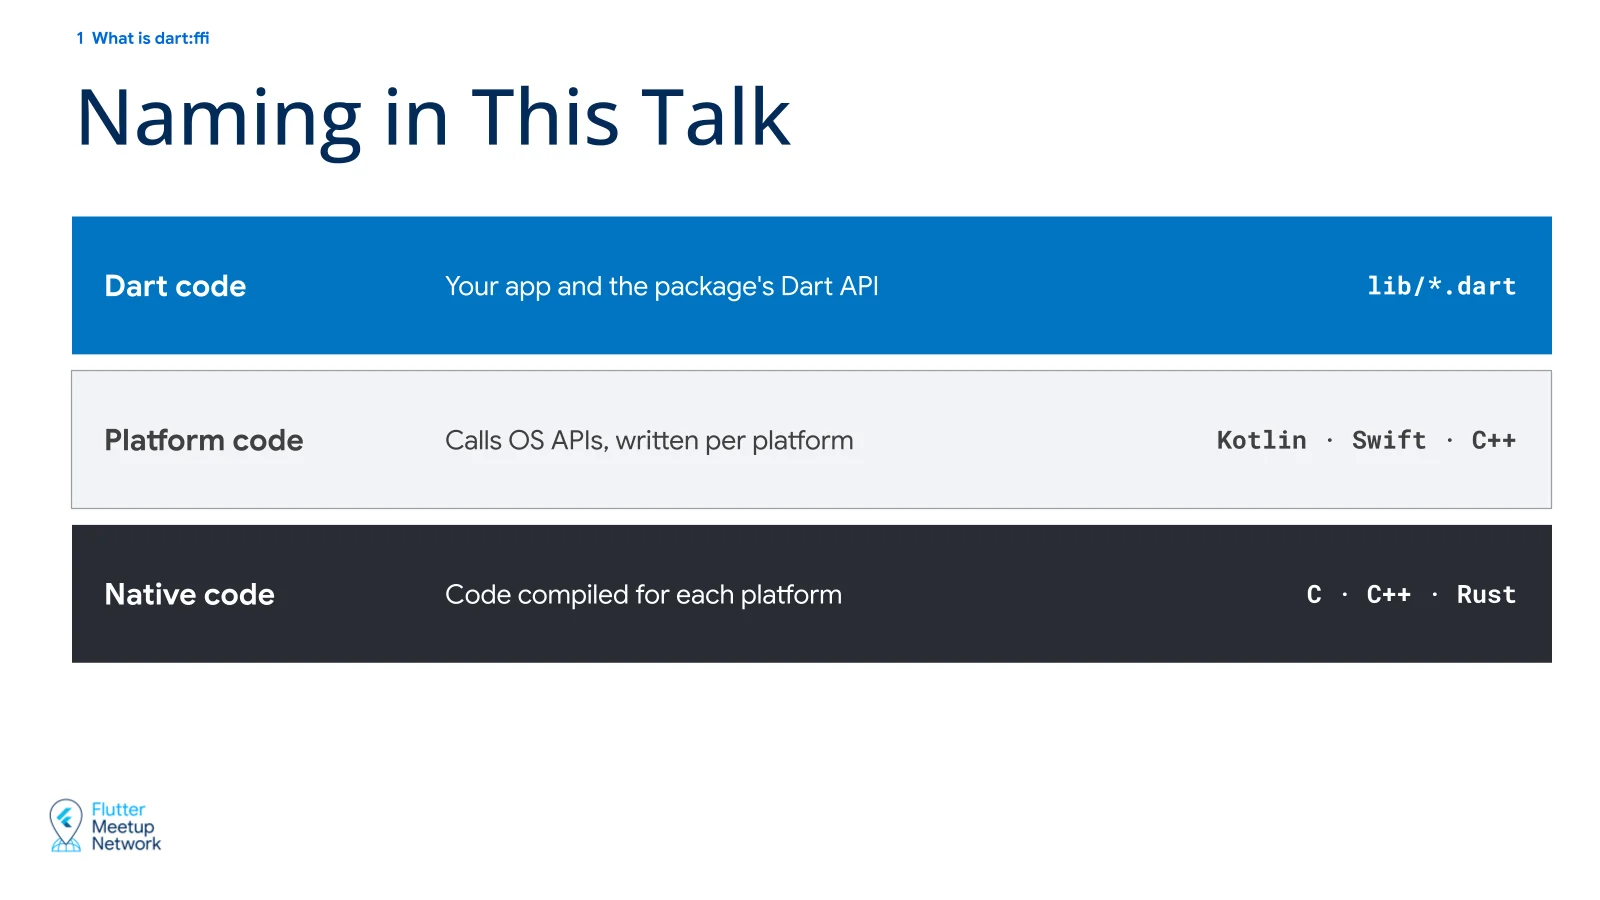 1 What is dart:ffi
Naming in This Talk
Dart code
Your app and the package's Dart API
lib/*.dart
Platform code
Calls OS APIs, written per platform
Kotlin · Swift · C++
Native code
Code compiled for each platform
C · C++ · Rust
Flutter
Meetup
Network